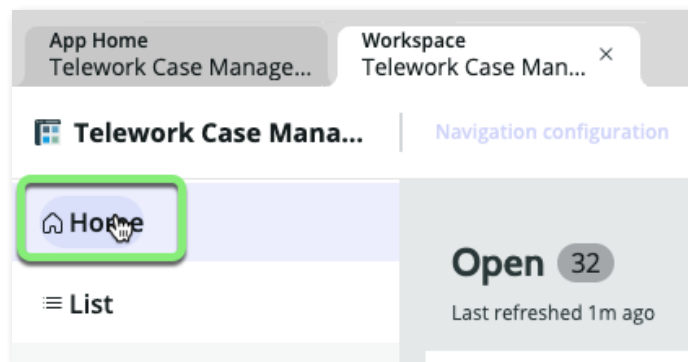 App Home
Telework Case Manage...
Workspace
Telework Case Man...
Telework Case Mana...
Navigation configuration
Home
Open 32
List
Last refreshed 1m ago